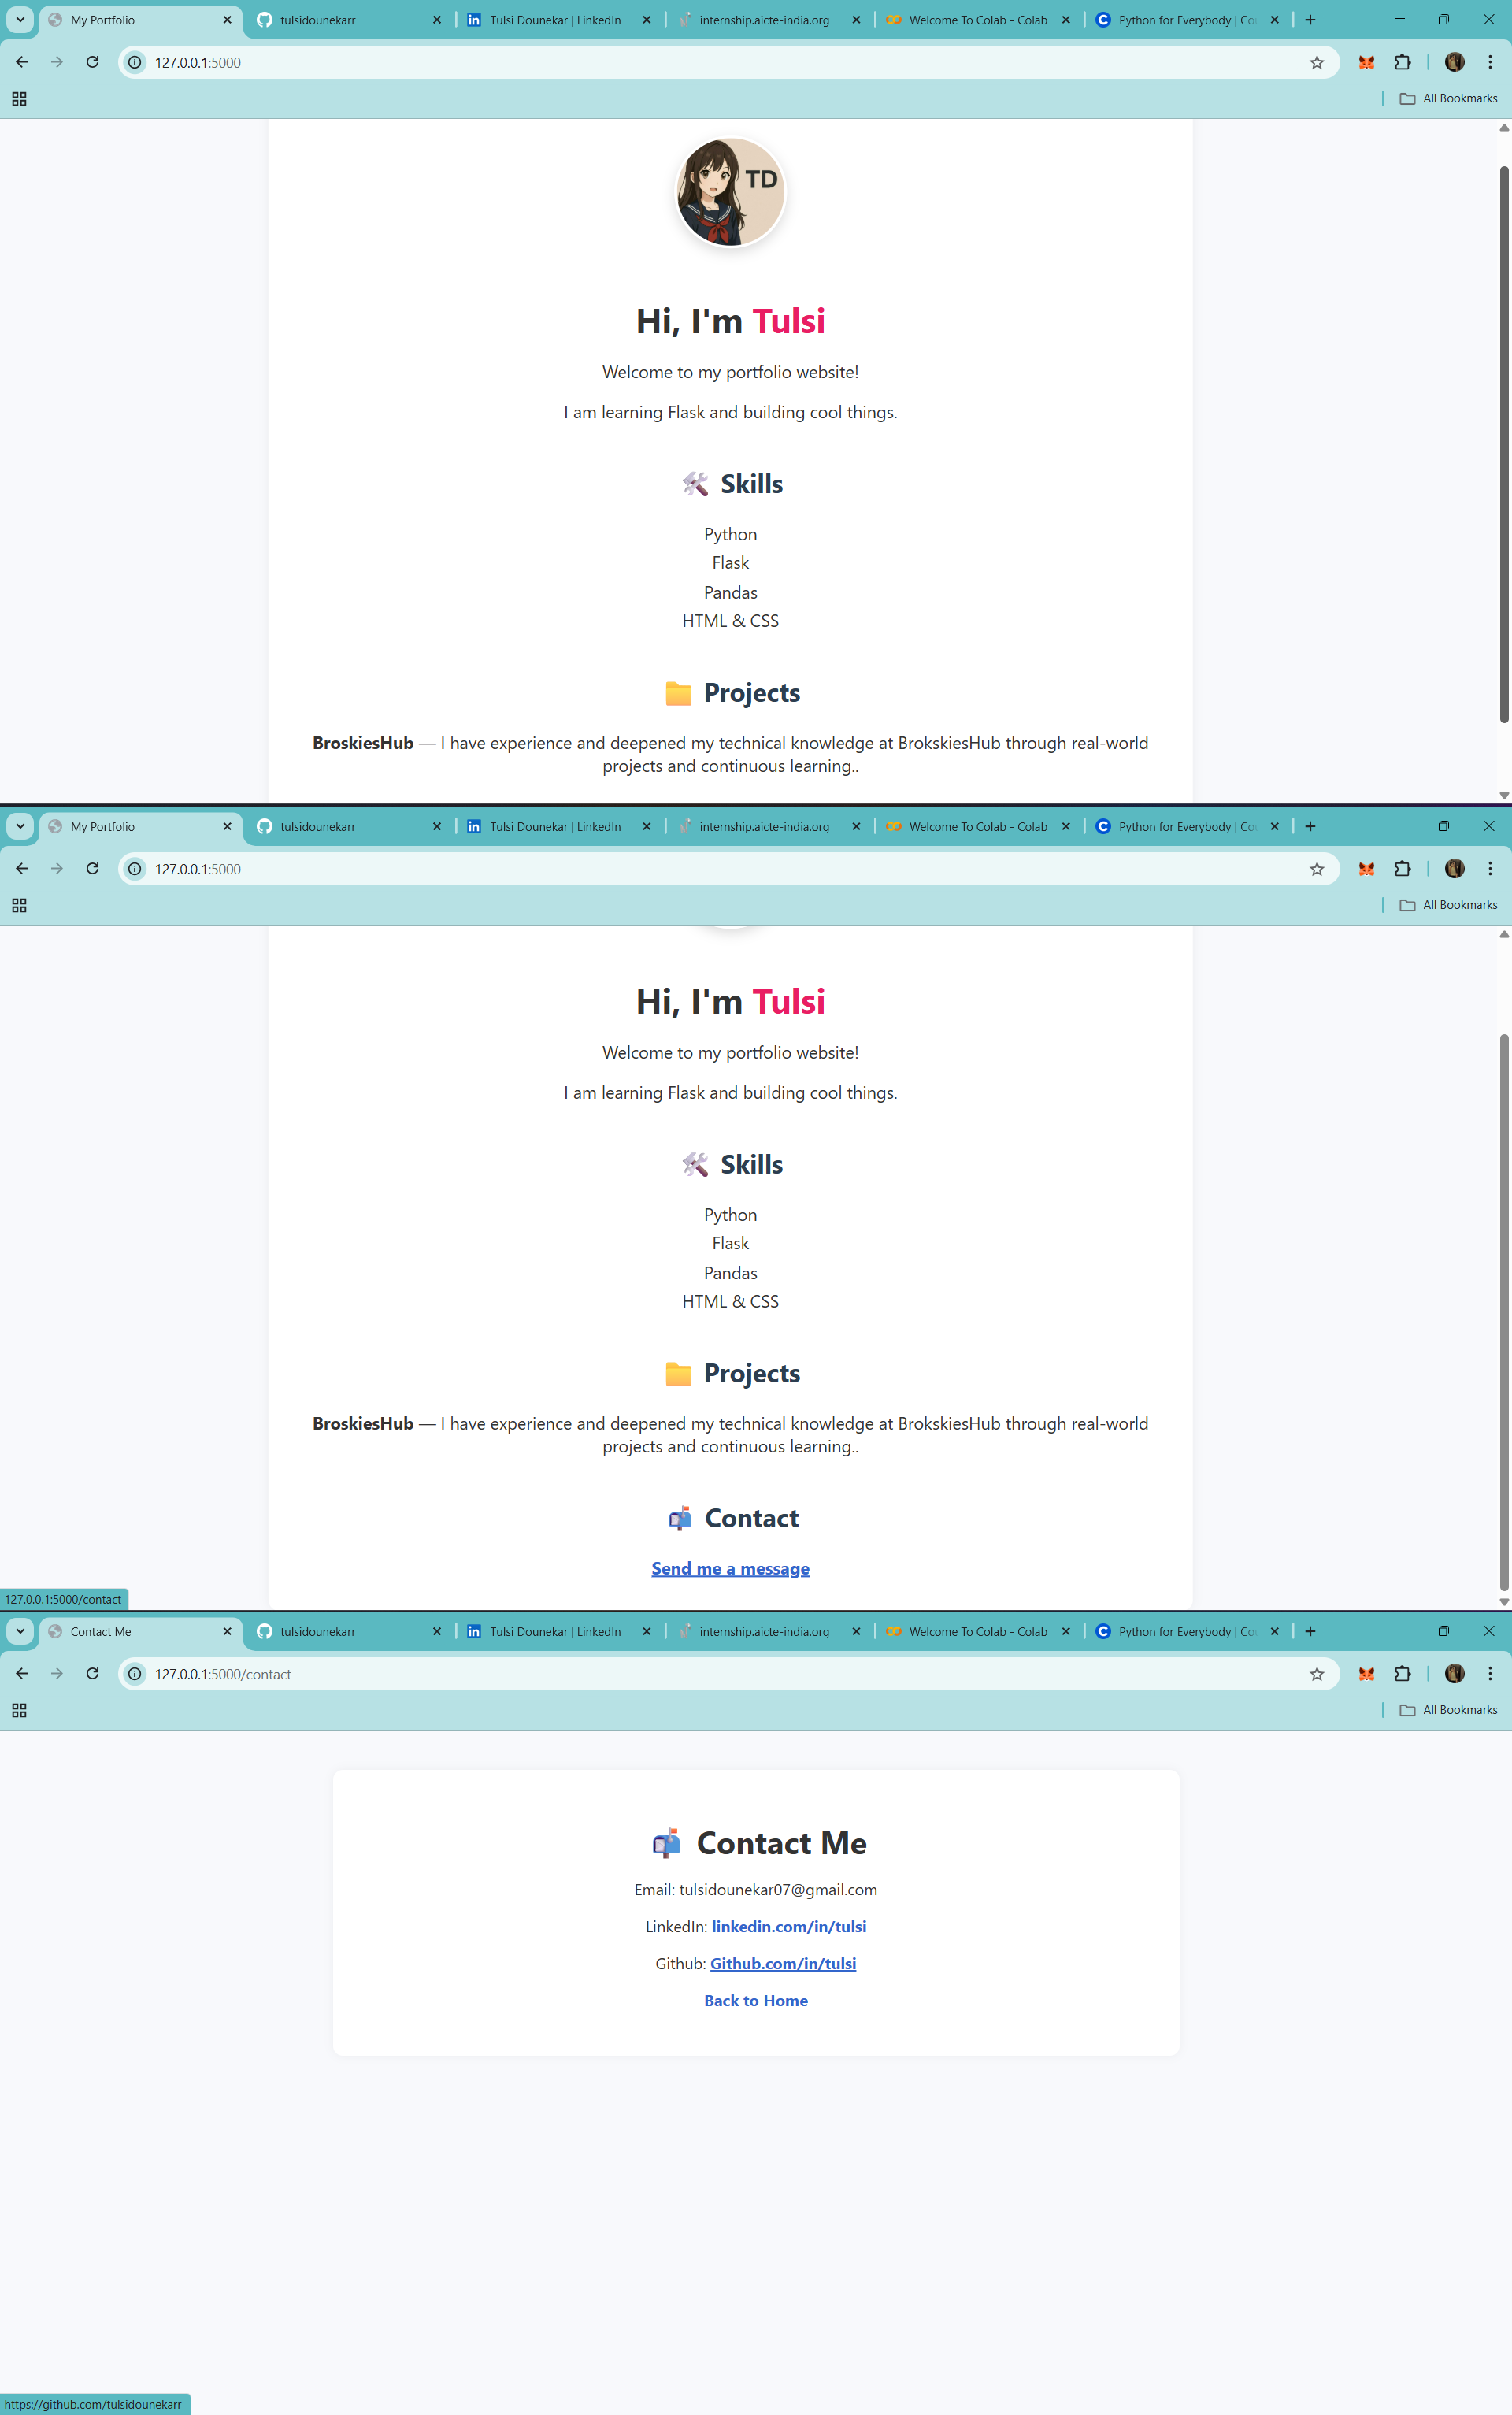 My Portfolio
tulsidounekarr
Tulsi Dounekar | LinkedIn
internship.aicte-india.org
Welcome To Colab - Colab
Python for Everybody |
127.0.0.1:5000
All Bookmarks
TD
Hi, I'm Tulsi
Welcome to my portfolio website!
I am learning Flask and building cool things.
🛠️ Skills
Python
Flask
Pandas
HTML & CSS
📁 Projects
BroskiesHub — I have experience and deepened my technical knowledge at BrokskiesHub through real-world
projects and continuous learning..
My Portfolio
tulsidounekarr
Tulsi Dounekar | LinkedIn
internship.aicte-india.org
Welcome To Colab - Colab
Python for Everybody |
127.0.0.1:5000
All Bookmarks
Hi, I'm Tulsi
Welcome to my portfolio website!
I am learning Flask and building cool things.
🛠️ Skills
Python
Flask
Pandas
HTML & CSS
📁 Projects
BroskiesHub — I have experience and deepened my technical knowledge at BrokskiesHub through real-world
projects and continuous learning..
📬 Contact
Send me a message
127.0.0.1:5000/contact
Contact Me
tulsidounekarr
Tulsi Dounekar | LinkedIn
internship.aicte-india.org
Welcome To Colab - Colab
Python for Everybody |
127.0.0.1:5000/contact
All Bookmarks
📬 Contact Me
Email: tulsidounekar07@gmail.com
LinkedIn: linkedin.com/in/tulsi
Github: Github.com/in/tulsi
Back to Home
https://github.com/tulsidounekarr